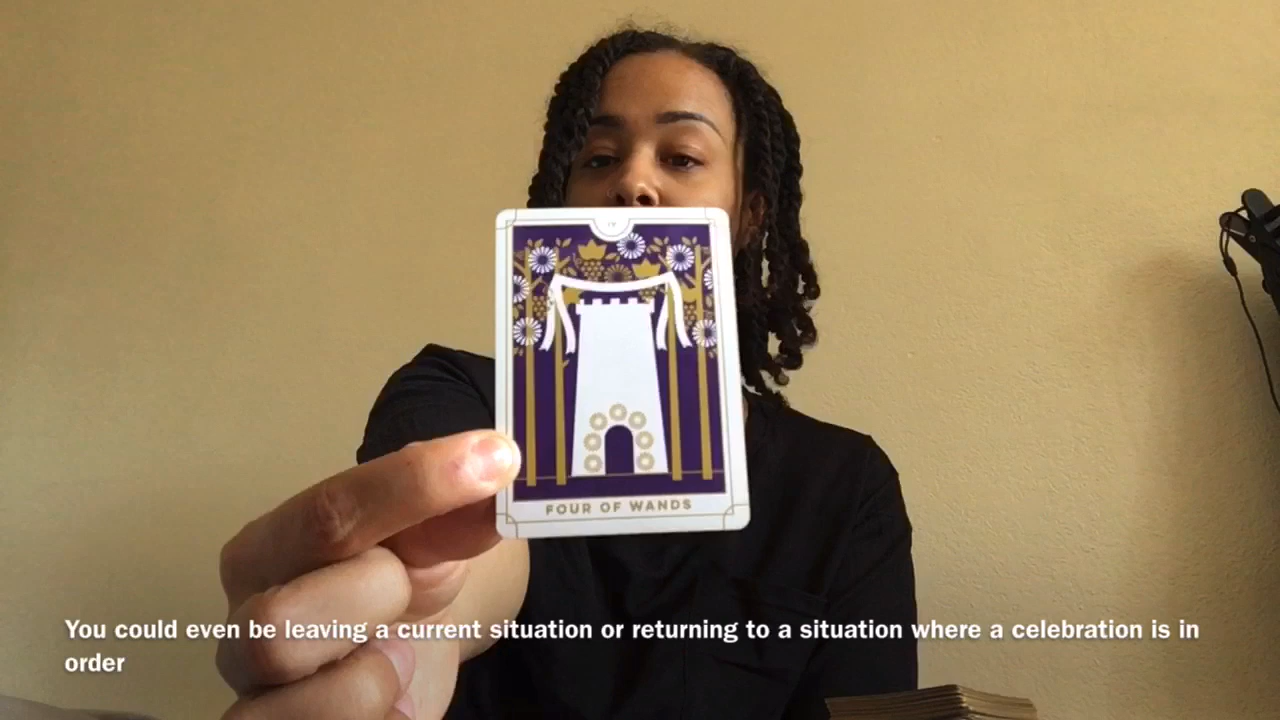 IV
FOUR OF WANDS
You could even be leaving a current situation or returning to a situation where a celebration is in
order